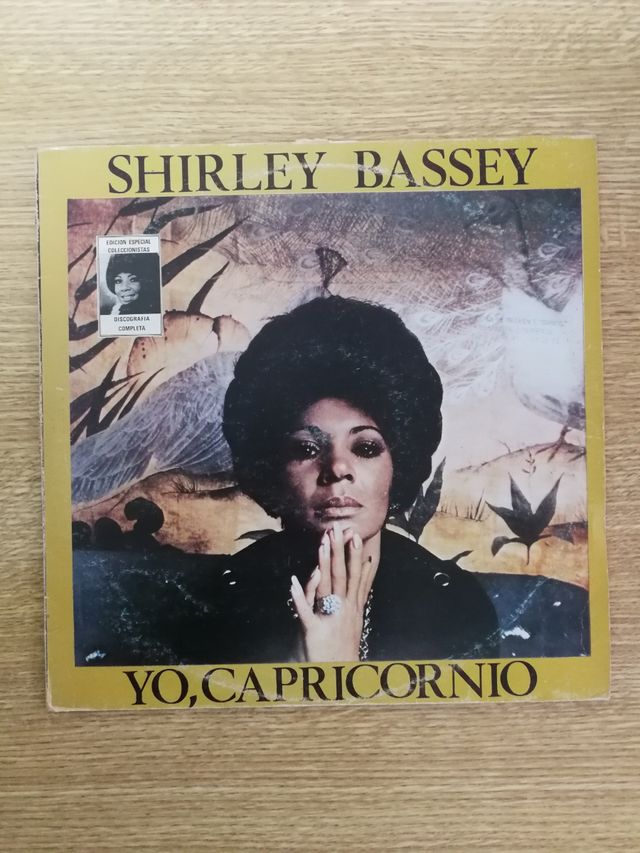 SHIRLEY BASSEY
EDICION ESPECIAL
COLECCIONISTAS
DISCOGRAFIA
COMPLETA
YO, CAPRICORNIO